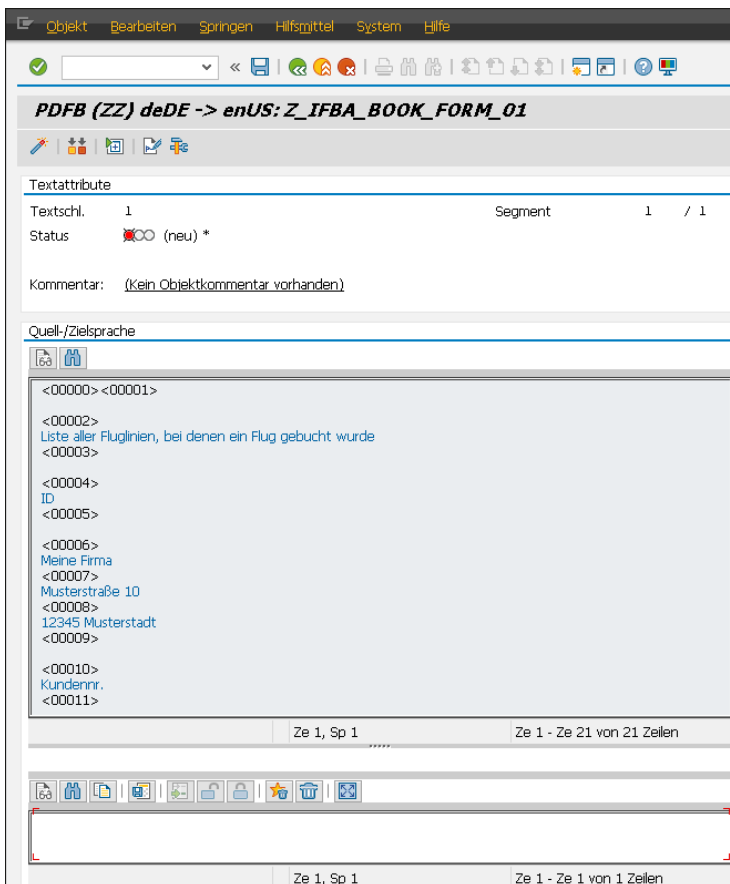 Objekt Bearbeiten Springen Hilfsmittel System Hilfe
PDFB (ZZ) deDE -> enUS: Z_IFBA_BOOK_FORM_01
Textattribute
Textschl. 1 Segment 1 / 1
Status (neu) *
Kommentar: (Kein Objektkommentar vorhanden)
Quell-/Zielsprache
<00000><00001>
<00002>
Liste aller Fluglinien, bei denen ein Flug gebucht wurde
<00003>
<00004>
ID
<00005>
<00006>
Meine Firma
<00007>
Musterstraße 10
<00008>
12345 Musterstadt
<00009>
<00010>
Kundennr.
<00011>
Ze 1, Sp 1 Ze 1 - Ze 21 von 21 Zeilen
Ze 1, Sp 1 Ze 1 - Ze 1 von 1 Zeilen